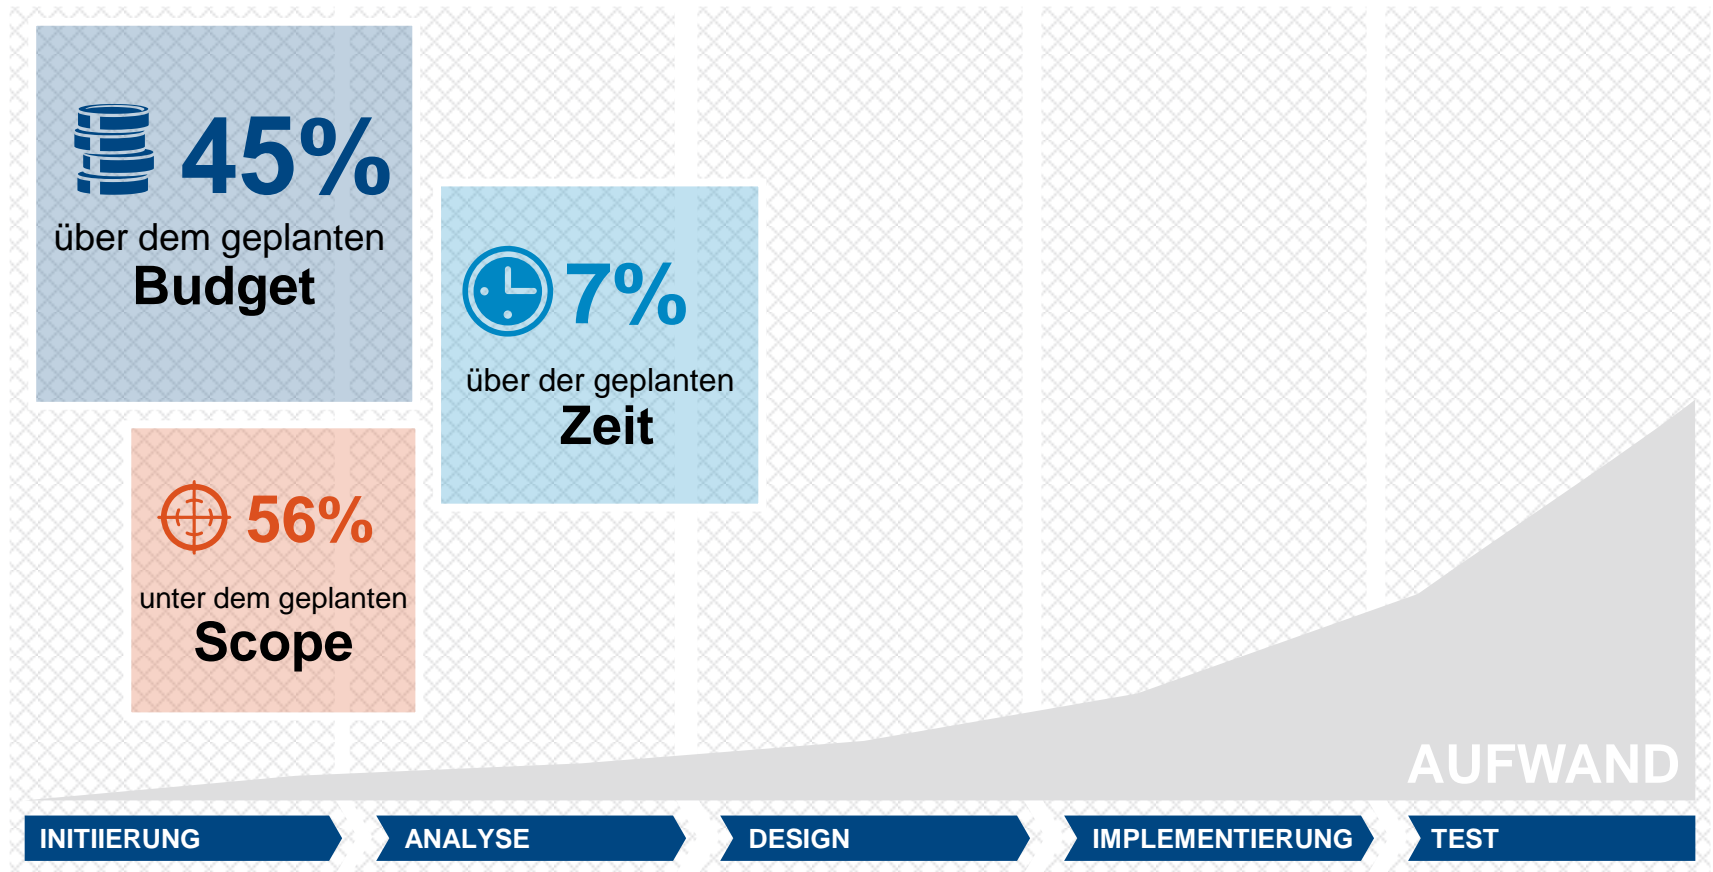 45%
über dem geplanten
Budget
7%
über der geplanten
Zeit
56%
unter dem geplanten
Scope
AUFWAND
INITIIERUNG
ANALYSE
DESIGN
IMPLEMENTIERUNG
TEST